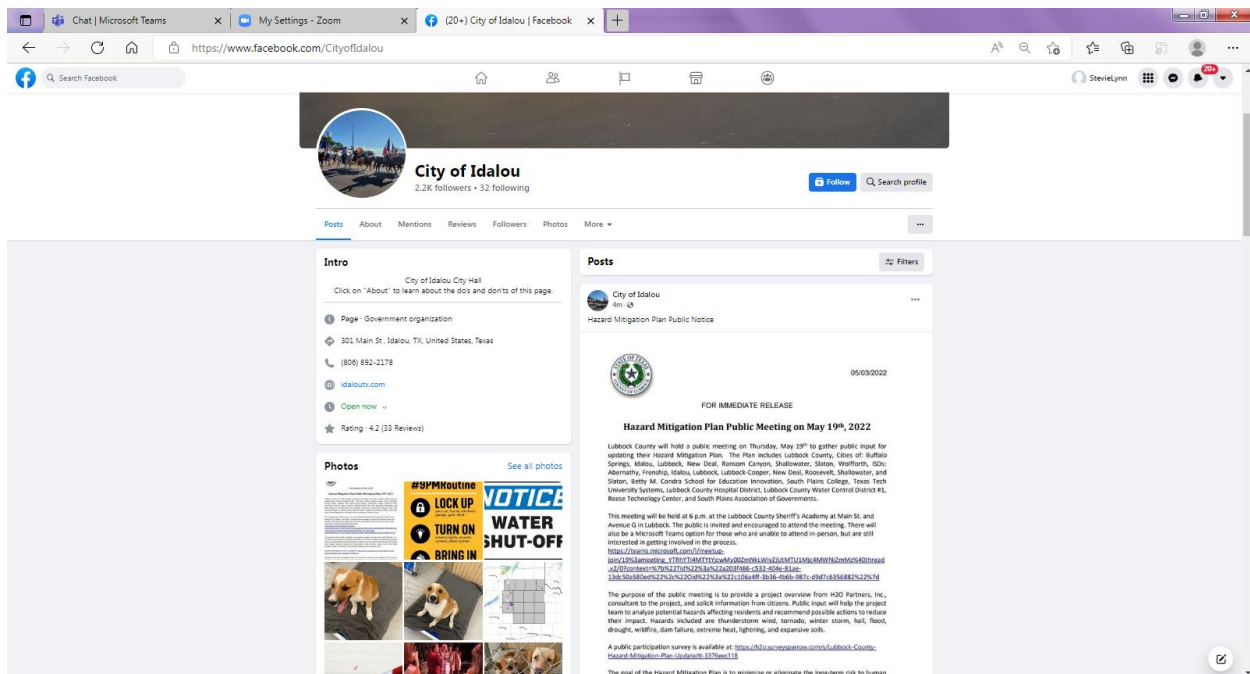 Chat | Microsoft Teams
My Settings - Zoom
(20+) City of Idalou | Facebook
https://www.facebook.com/CityofIdalou
Search Facebook
StevieLynn
20+
City of Idalou
2.2K followers • 32 following
Follow
Search profile
Posts
About
Mentions
Reviews
Followers
Photos
More
Intro
City of Idalou City Hall
Click on "About" to learn about the do's and don'ts of this page.
Page · Government organization
301 Main St , Idalou, TX, United States, Texas
(806) 892-2178
idaloutx.com
Open now
Rating · 4.2 (33 Reviews)
Photos
See all photos
#9PMRoutine
LOCK UP
TURN ON
BRING IN
NOTICE
WATER
SHUT-OFF
Posts
Filters
City of Idalou
4m
Hazard Mitigation Plan Public Notice
05/03/2022
FOR IMMEDIATE RELEASE
Hazard Mitigation Plan Public Meeting on May 19th, 2022
Lubbock County will hold a public meeting on Thursday, May 19th to gather public input for
updating their Hazard Mitigation Plan. The Plan includes Lubbock County, Cities of: Buffalo
Springs, Idalou, Lubbock, New Deal, Ransom Canyon, Shallowater, Slaton, Wolfforth, ISDs:
Abernathy, Frenship, Idalou, Lubbock, Lubbock-Cooper, New Deal, Roosevelt, Shallowater, and
Slaton, Betty M. Condra School for Education Innovation, South Plains College, Texas Tech
University Systems, Lubbock County Hospital District, Lubbock County Water Control District #1,
Reese Technology Center, and South Plains Association of Governments.
This meeting will be held at 6 p.m. at the Lubbock County Sheriff's Academy at Main St. and
Avenue G in Lubbock. The public is invited and encouraged to attend the meeting. There will
also be a Microsoft Teams option for those who are unable to attend in-person, but are still
interested in getting involved in the process.
https://teams.microsoft.com/l/meetup-
The purpose of the public meeting is to provide a project overview from H2O Partners, Inc.,
consultant to the project, and solicit information from citizens. Public input will help the project
team to analyze potential hazards affecting residents and recommend possible actions to reduce
their impact. Hazards included are thunderstorm wind, tornado, winter storm, hail, flood,
drought, wildfire, dam failure, extreme heat, lightning, and expansive soils.
A public participation survey is available at: https://h2o.surveysparrow.com/s/Lubbock-County-
Hazard-Mitigation-Plan-Update/tt-3376eec118
The goal of the Hazard Mitigation Plan is to minimize or eliminate the long-term risk to human